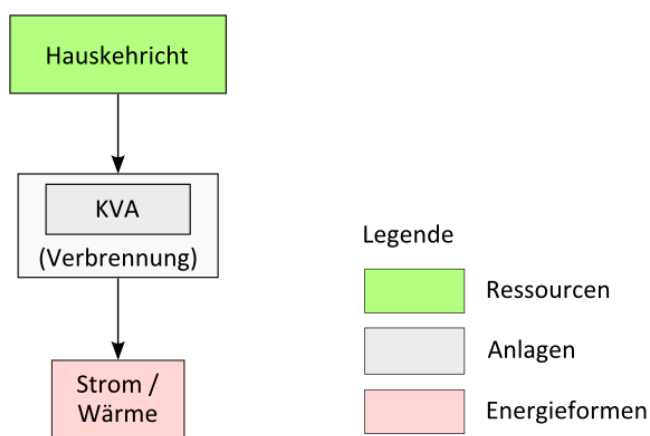 Hauskehricht
KVA
(Verbrennung)
Strom /
Wärme
Legende
Ressourcen
Anlagen
Energieformen